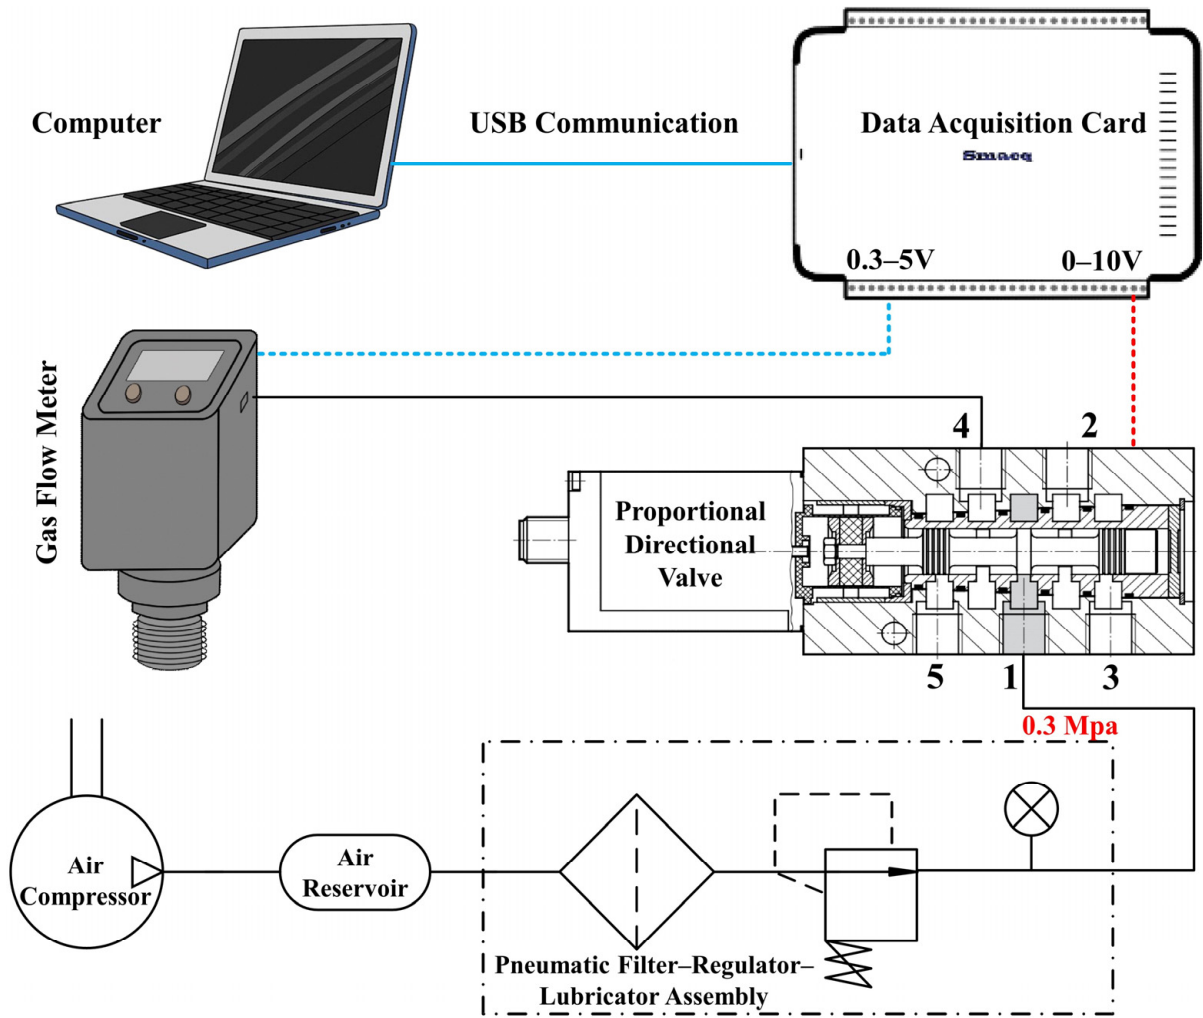 Computer
USB Communication
Data Acquisition Card
Smacq
0.3–5V
0–10V
Gas Flow Meter
4
2
Proportional
Directional
Valve
5
1
3
0.3 Mpa
Air
Compressor
Air
Reservoir
Pneumatic Filter–Regulator–
Lubricator Assembly